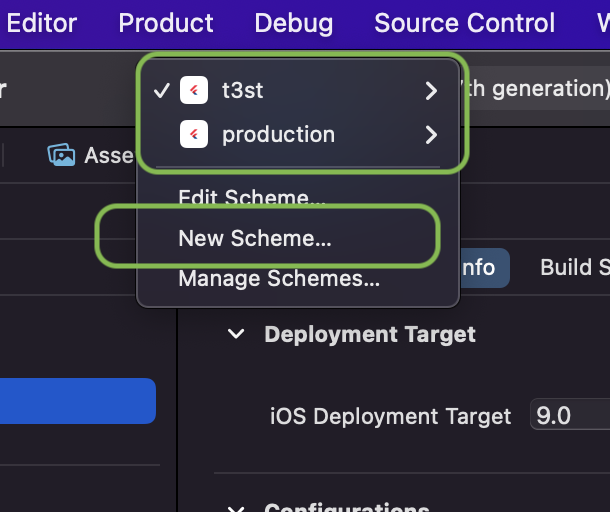 Editor Product Debug Source Control W
r
t3st
th generation)
production
Asse
Edit Scheme...
New Scheme...
nfo
Build S
Manage Schemes...
Deployment Target
iOS Deployment Target 9.0
Configurations